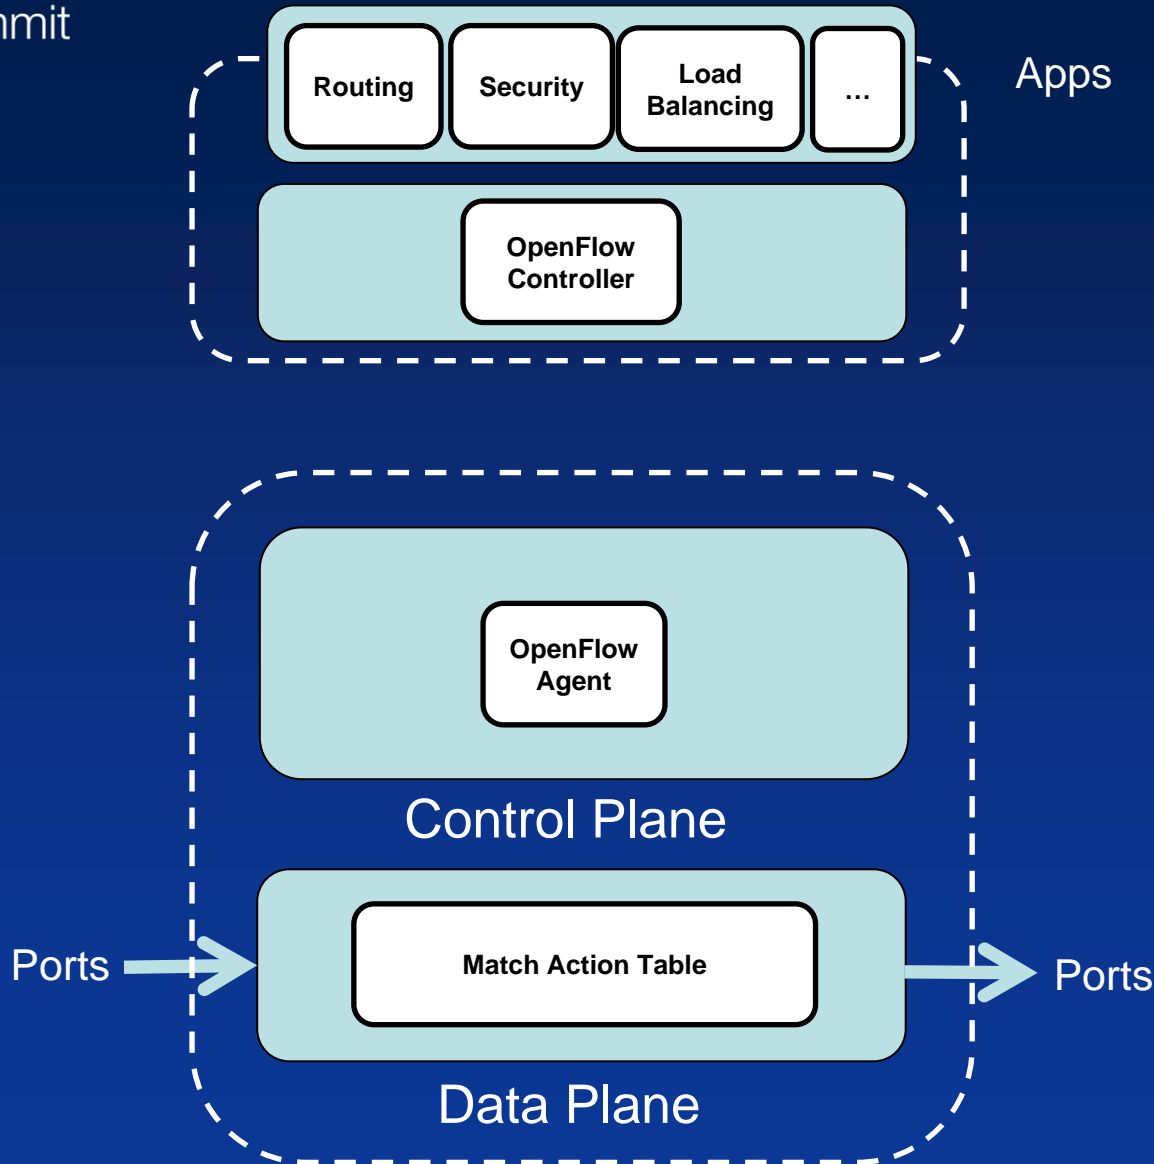 Routing
Security
Load
Balancing
...
Apps
OpenFlow
Controller
OpenFlow
Agent
Control Plane
Ports
Match Action Table
Ports
Data Plane